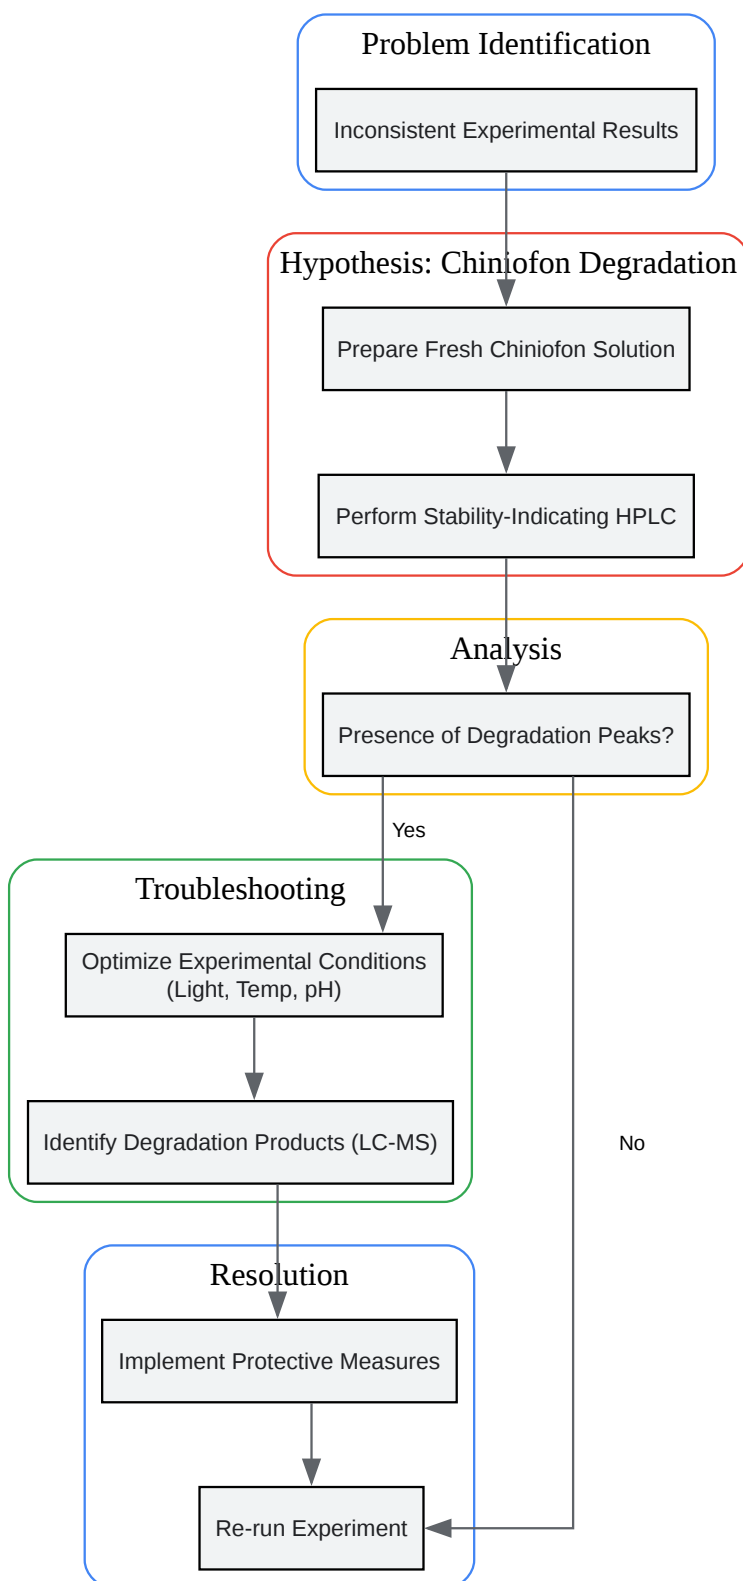 Problem Identification
Inconsistent Experimental Results
Hypothesis: Chiniofon Degradation
Prepare Fresh Chiniofon Solution
Perform Stability-Indicating HPLC
Analysis
Presence of Degradation Peaks?
Yes
Troubleshooting
Optimize Experimental Conditions
(Light, Temp, pH)
Identify Degradation Products (LC-MS)
No
Resolution
Implement Protective Measures
Re-run Experiment